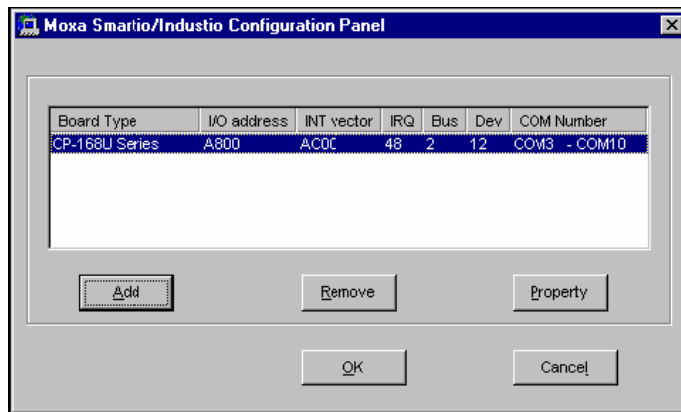 Moxa Smartio/Industio Configuration Panel
Board Type I/O address INT vector IRQ Bus Dev COM Number
CP-168U Series A800 AC00 48 2 12 COM3 - COM10
Add Remove Property
OK Cancel